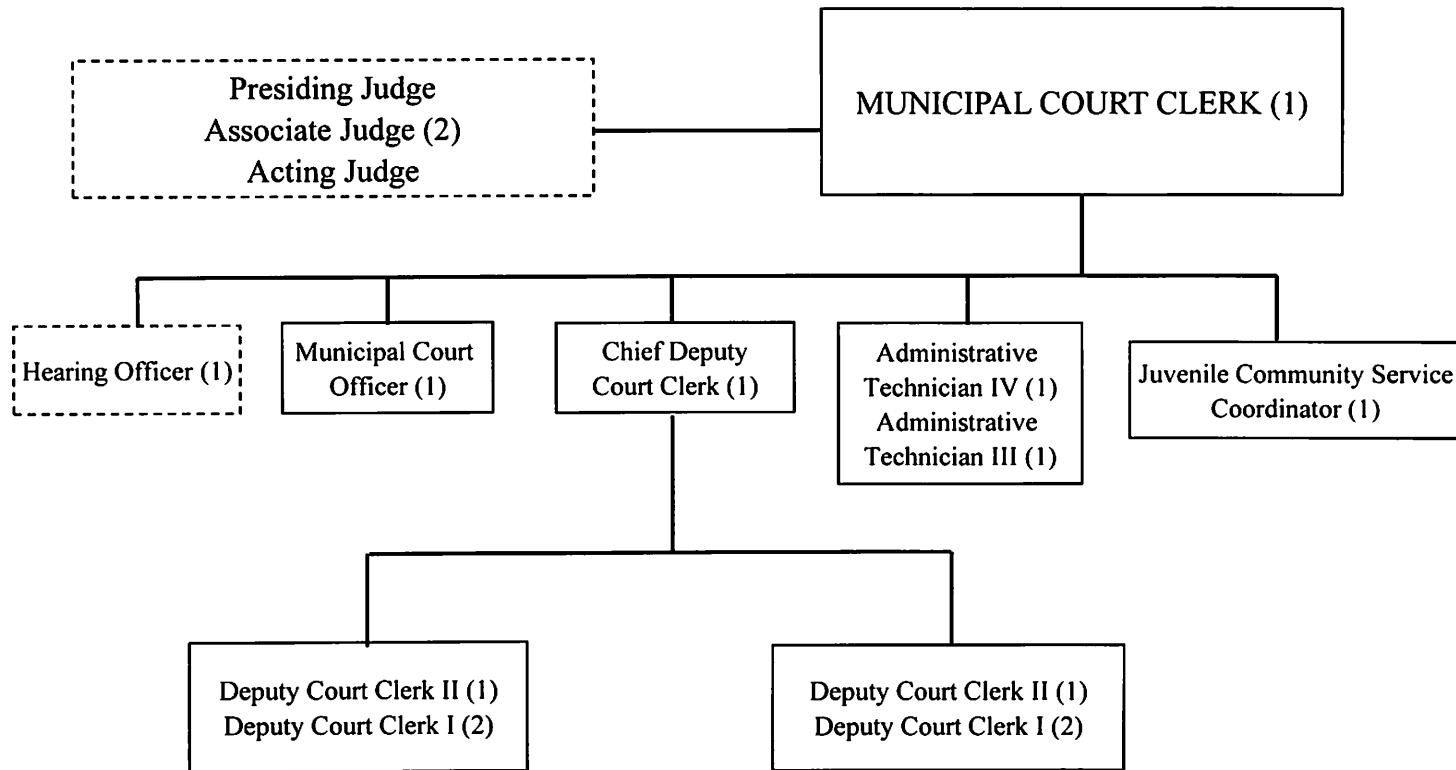 Presiding Judge
Associate Judge (2)
Acting Judge
MUNICIPAL COURT CLERK (1)
Hearing Officer (1)
Municipal Court
Officer (1)
Chief Deputy
Court Clerk (1)
Administrative
Technician IV (1)
Administrative
Technician III (1)
Juvenile Community Service
Coordinator (1)
Deputy Court Clerk II (1)
Deputy Court Clerk I (2)
Deputy Court Clerk II (1)
Deputy Court Clerk I (2)